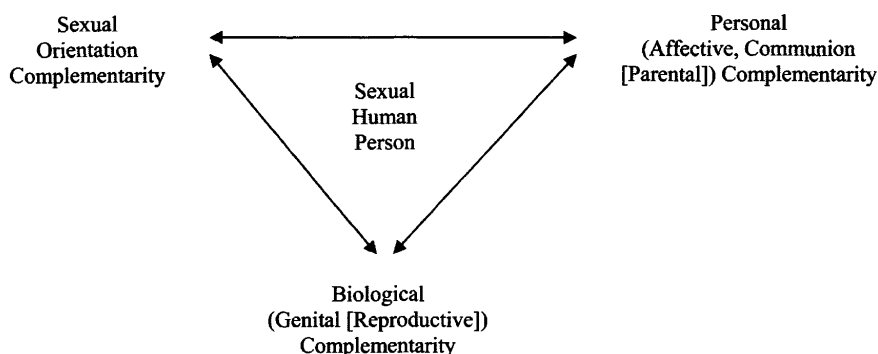 Sexual
Orientation
Complementarity
Personal
(Affective, Communion
[Parental]) Complementarity
Sexual
Human
Person
Biological
(Genital [Reproductive])
Complementarity